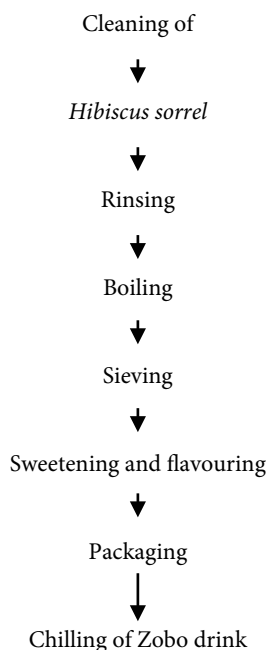 Cleaning of
Hibiscus sorrel
Rinsing
Boiling
Sieving
Sweetening and flavouring
Packaging
Chilling of Zobo drink